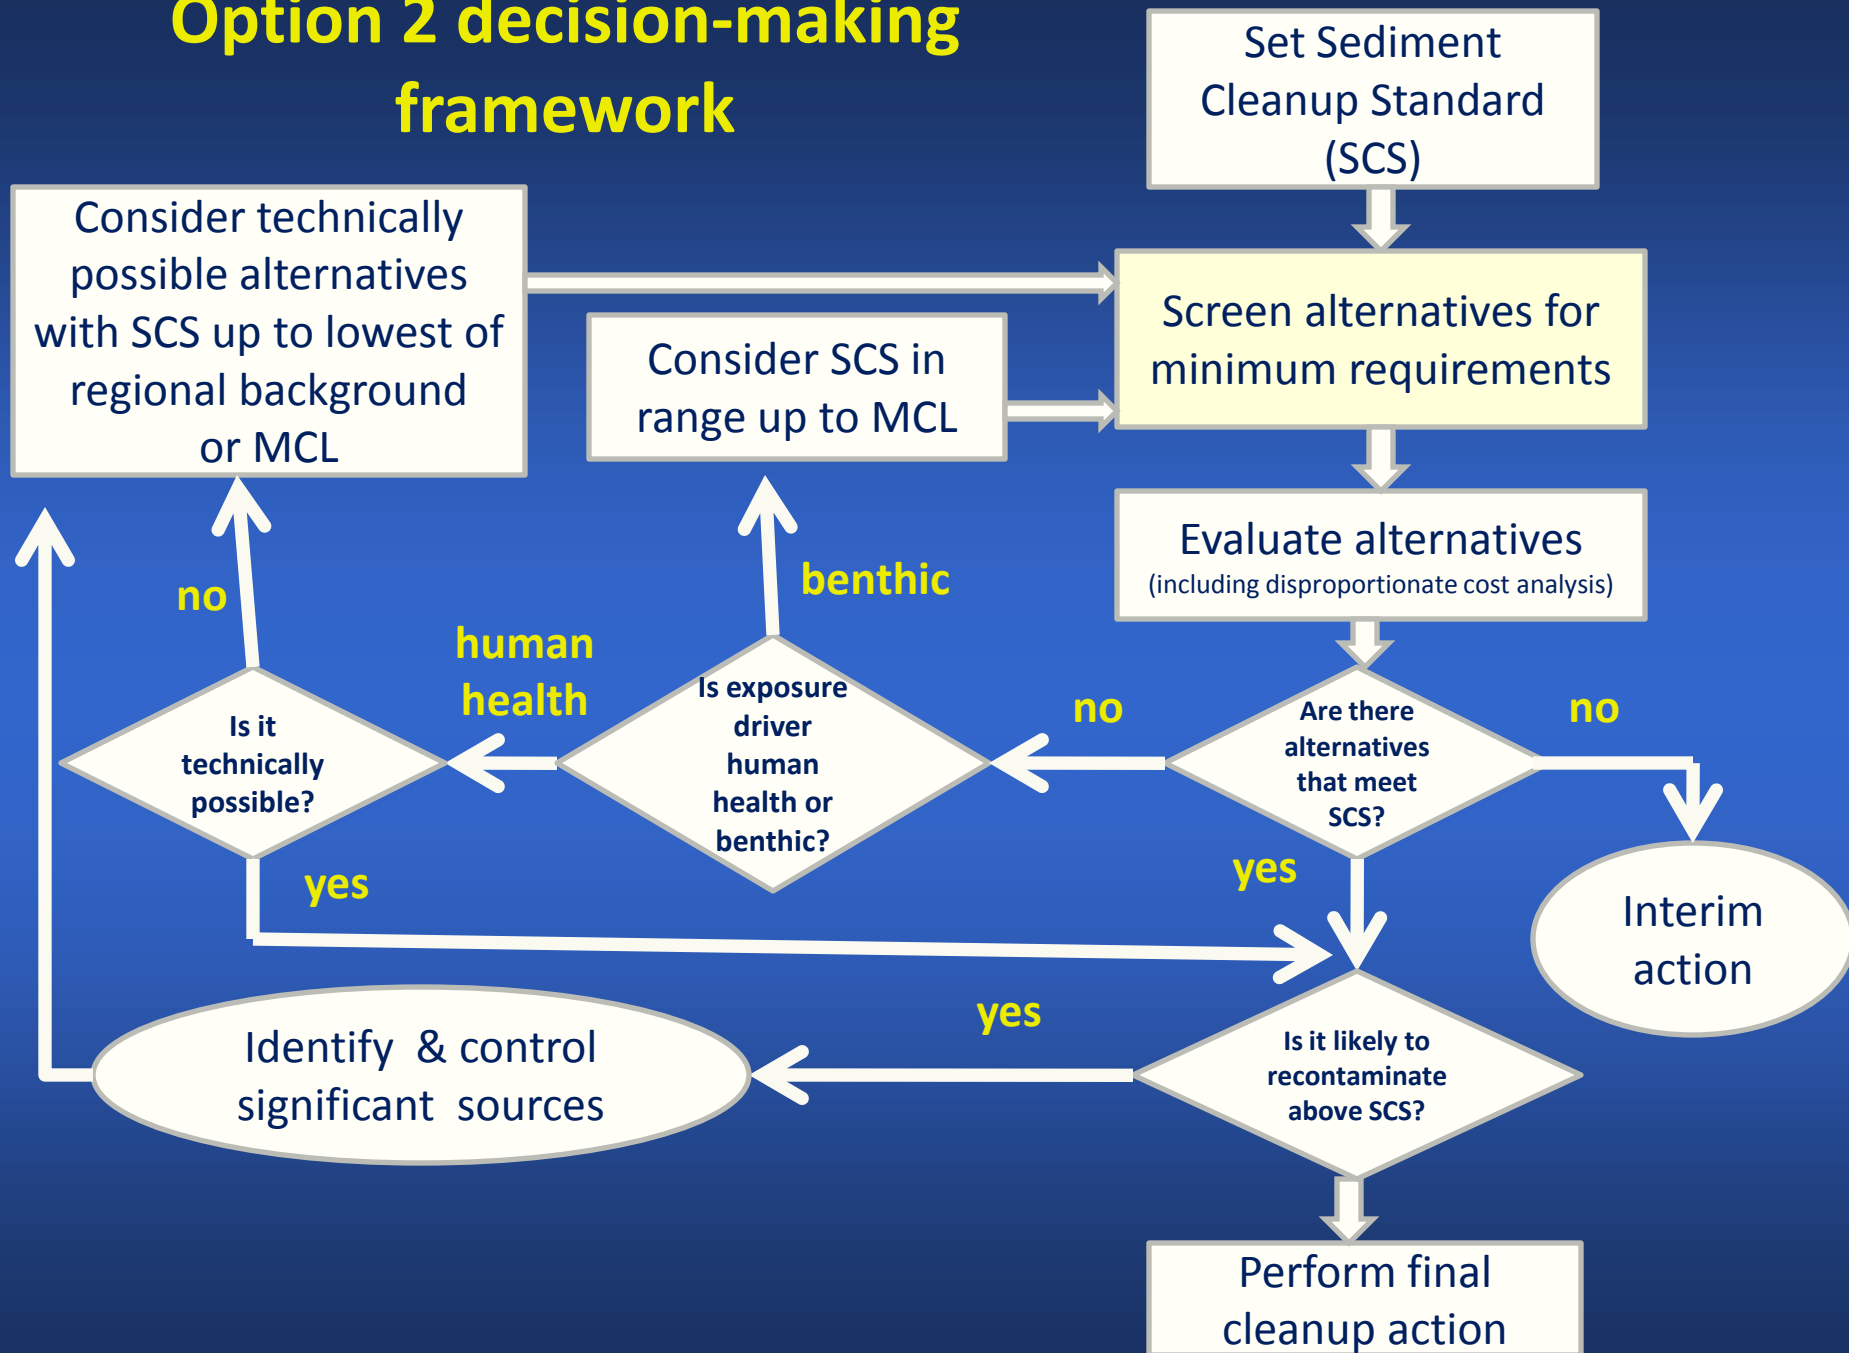 Option 2 decision-making
framework
Set Sediment
Cleanup Standard
(SCS)
Consider technically
possible alternatives
with SCS up to lowest of
regional background
or MCL
Consider SCS in
range up to MCL
Screen alternatives for
minimum requirements
Evaluate alternatives
(including disproportionate cost analysis)
no
benthic
human
health
Is it
technically
possible?
Is exposure
driver
human
health or
benthic?
no
Are there
alternatives
that meet
SCS?
no
yes
yes
Interim
action
Identify & control
significant sources
yes
Is it likely to
recontaminate
above SCS?
Perform final
cleanup action